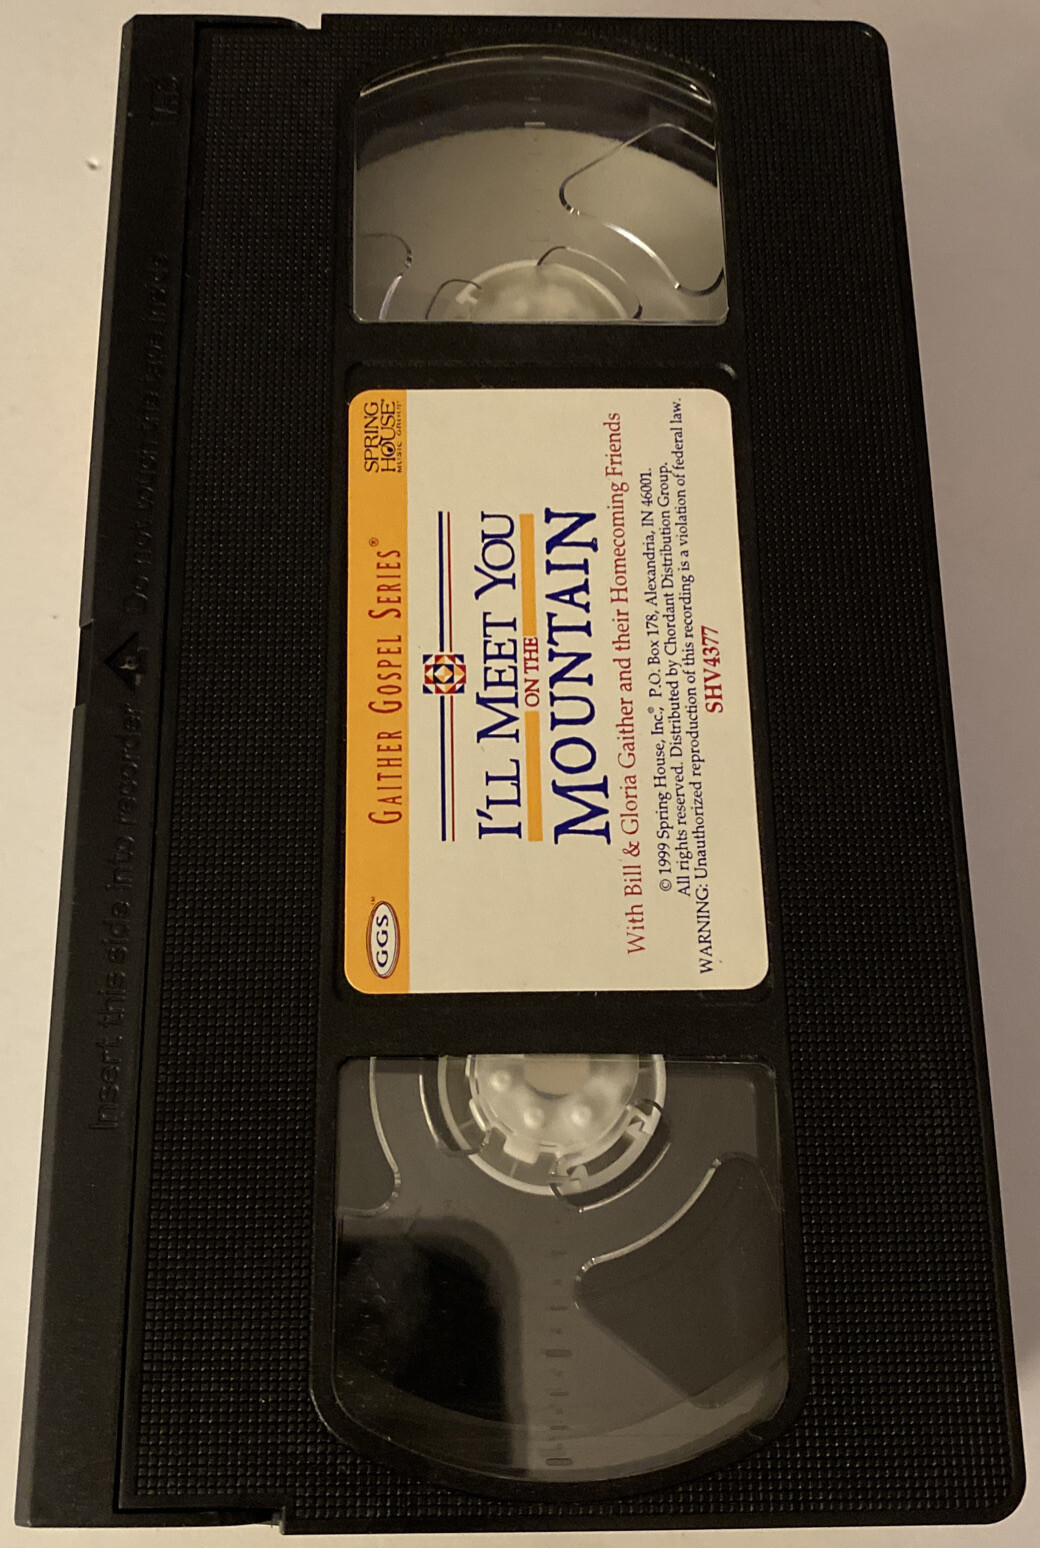 GGS™
GAITHER GOSPEL SERIES®
SPRING
HOUSE®
MUSIC GROUP
I'LL MEET YOU
ON THE
MOUNTAIN
With Bill & Gloria Gaither and their Homecoming Friends
© 1999 Spring House, Inc.® P.O. Box 178, Alexandria, IN 46001.
All rights reserved. Distributed by Chordant Distribution Group.
WARNING: Unauthorized reproduction of this recording is a violation of federal law.
SHV4377
Insert this side into recorder
Do not touch the tape inside